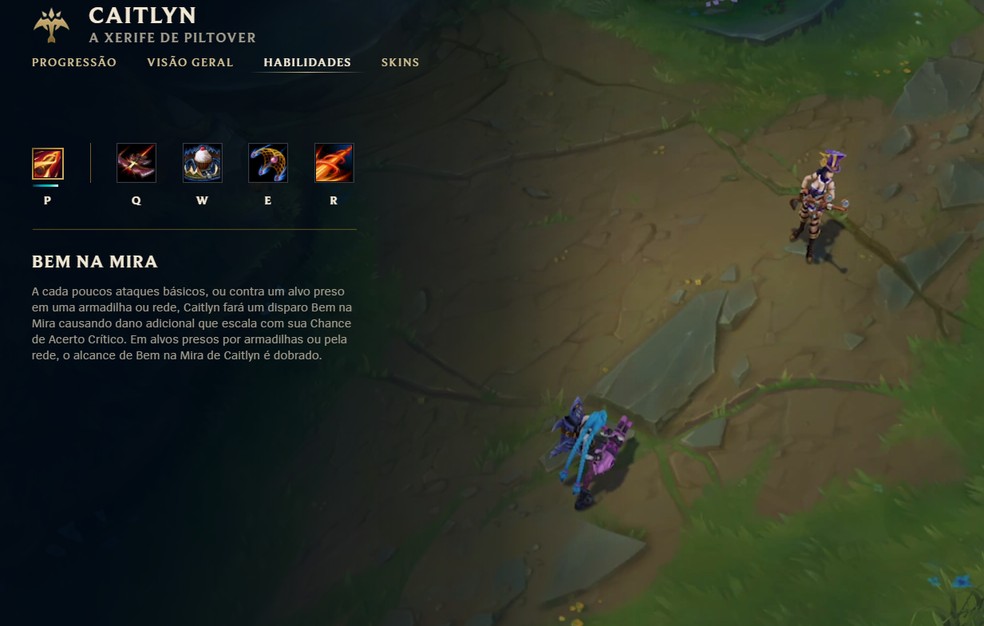 CAITLYN
A XERIFE DE PILTOVER
PROGRESSÃO VISÃO GERAL HABILIDADES SKINS
P Q W E R
BEM NA MIRA
A cada poucos ataques básicos, ou contra um alvo preso
em uma armadilha ou rede, Caitlyn fará um disparo Bem na
Mira causando dano adicional que escala com sua Chance
de Acerto Crítico. Em alvos presos por armadilhas ou pela
rede, o alcance de Bem na Mira de Caitlyn é dobrado.